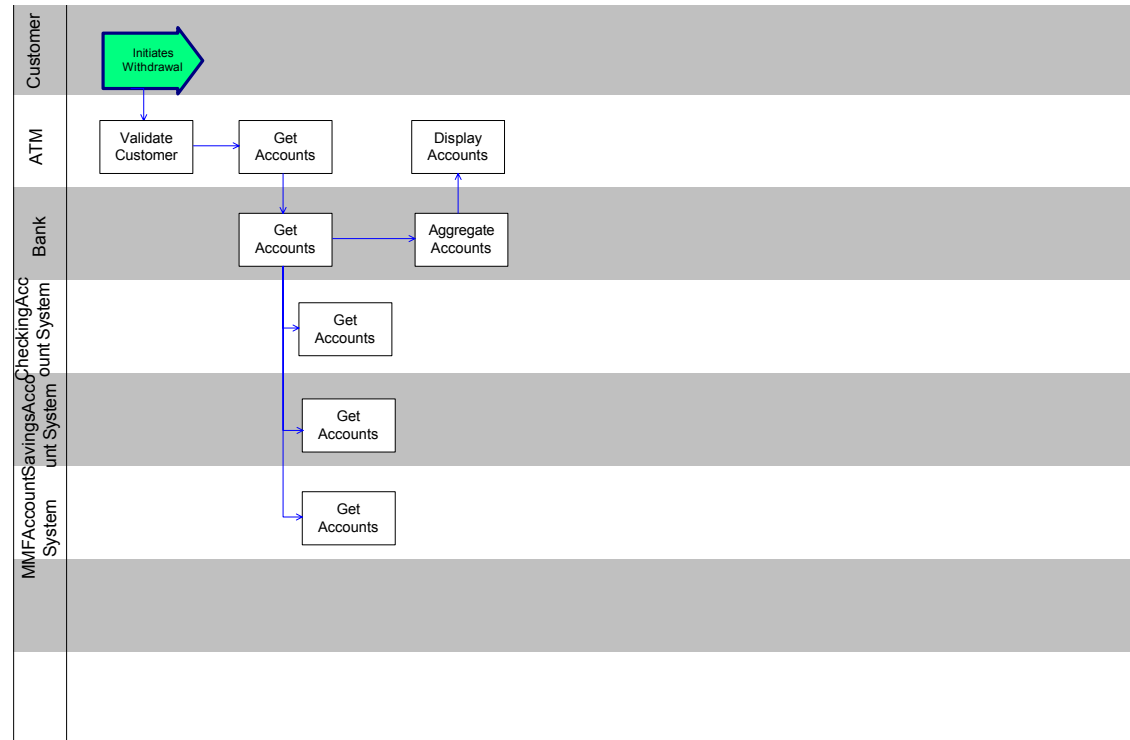 Customer
Initiates
Withdrawal
ATM
Validate
Customer
Get
Accounts
Display
Accounts
Bank
Get
Accounts
Aggregate
Accounts
CheckingAcc
ount System
Get
Accounts
SavingsAcco
unt System
Get
Accounts
MMFAccount
System
Get
Accounts